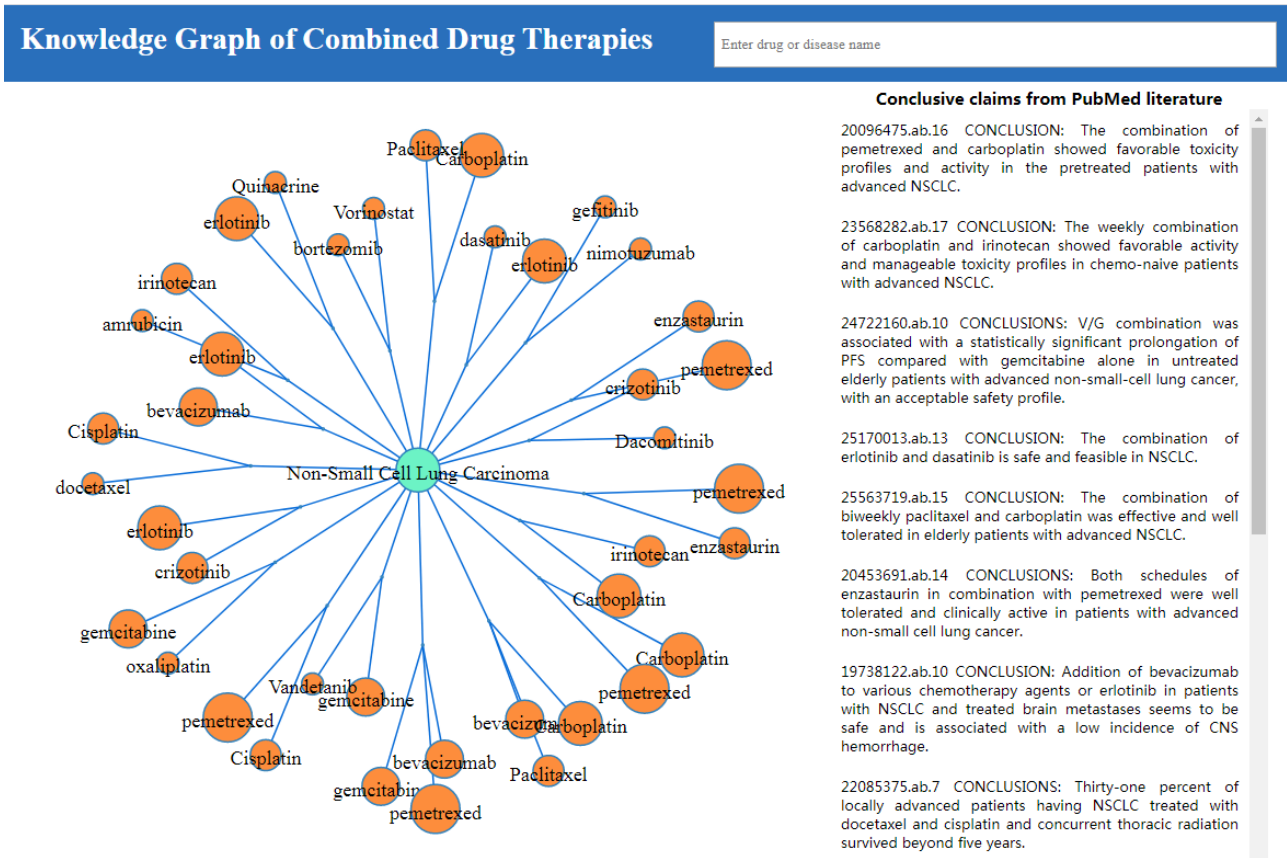 Knowledge Graph of Combined Drug Therapies
Enter drug or disease name
Paclitaxel
Carboplatin
Quinacrine
erlotinib
Vorinostat
bortezomib
dasatinib
erlotinib
gefitinib
nimotuzumab
irinotecan
amrubicin
erlotinib
enzastaurin
pemetrexed
crizotinib
bevacizumab
Cisplatin
Dacomitinib
docetaxel
Non-Small Cell Lung Carcinoma
pemetrexed
erlotinib
crizotinib
irinotecan
enzastaurin
Carboplatin
gemcitabine
oxaliplatin
Carboplatin
Vandetanib
gemcitabine
pemetrexed
pemetrexed
Cisplatin
bevacizum
Carboplatin
bevacizumab
Paclitaxel
gemcitabin
pemetrexed
Conclusive claims from PubMed literature
20096475.ab.16 CONCLUSION: The combination of
pemetrexed and carboplatin showed favorable toxicity
profiles and activity in the pretreated patients with
advanced NSCLC.
23568282.ab.17 CONCLUSION: The weekly combination
of carboplatin and irinotecan showed favorable activity
and manageable toxicity profiles in chemo-naive patients
with advanced NSCLC.
24722160.ab.10 CONCLUSIONS: V/G combination was
associated with a statistically significant prolongation of
PFS compared with gemcitabine alone in untreated
elderly patients with advanced non-small-cell lung cancer,
with an acceptable safety profile.
25170013.ab.13 CONCLUSION: The combination of
erlotinib and dasatinib is safe and feasible in NSCLC.
25563719.ab.15 CONCLUSION: The combination of
biweekly paclitaxel and carboplatin was effective and well
tolerated in elderly patients with advanced NSCLC.
20453691.ab.14 CONCLUSIONS: Both schedules of
enzastaurin in combination with pemetrexed were well
tolerated and clinically active in patients with advanced
non-small cell lung cancer.
19738122.ab.10 CONCLUSION: Addition of bevacizumab
to various chemotherapy agents or erlotinib in patients
with NSCLC and treated brain metastases seems to be
safe and is associated with a low incidence of CNS
hemorrhage.
22085375.ab.7 CONCLUSIONS: Thirty-one percent of
locally advanced patients having NSCLC treated with
docetaxel and cisplatin and concurrent thoracic radiation
survived beyond five years.